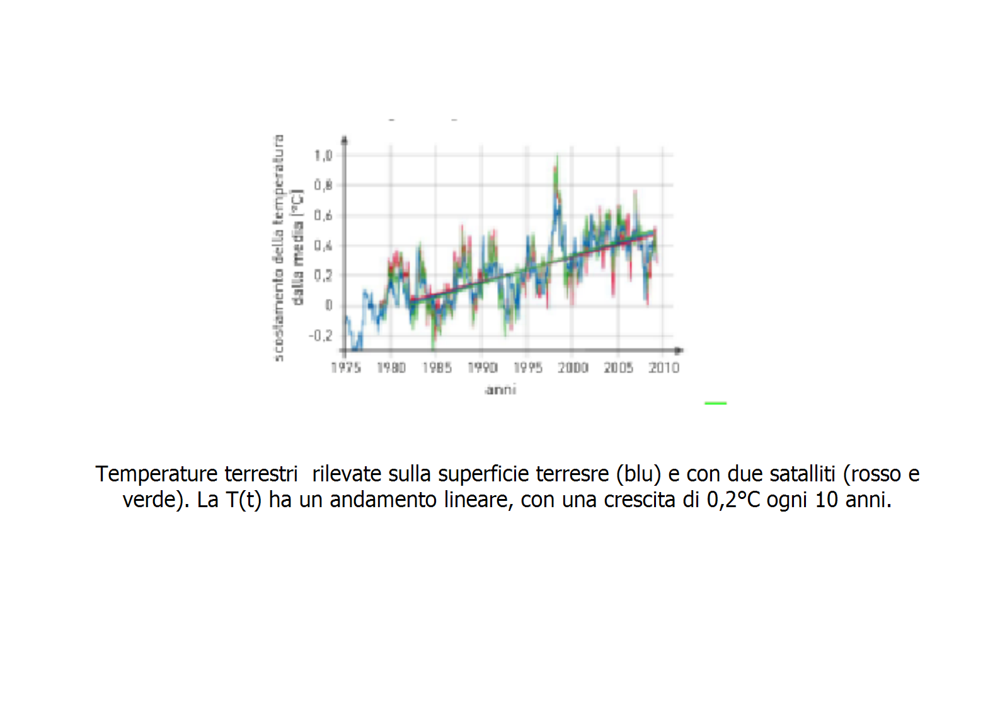 scostamento della temperatura
dalla media (°C)
1,0
0,8
0,6
0,4
0,2
0
-0,2
1975 1980 1985 1990 1995 2000 2005 2010
anni
Temperature terrestri  rilevate sulla superficie terresre (blu) e con due satalliti (rosso e
verde). La T(t) ha un andamento lineare, con una crescita di 0,2°C ogni 10 anni.